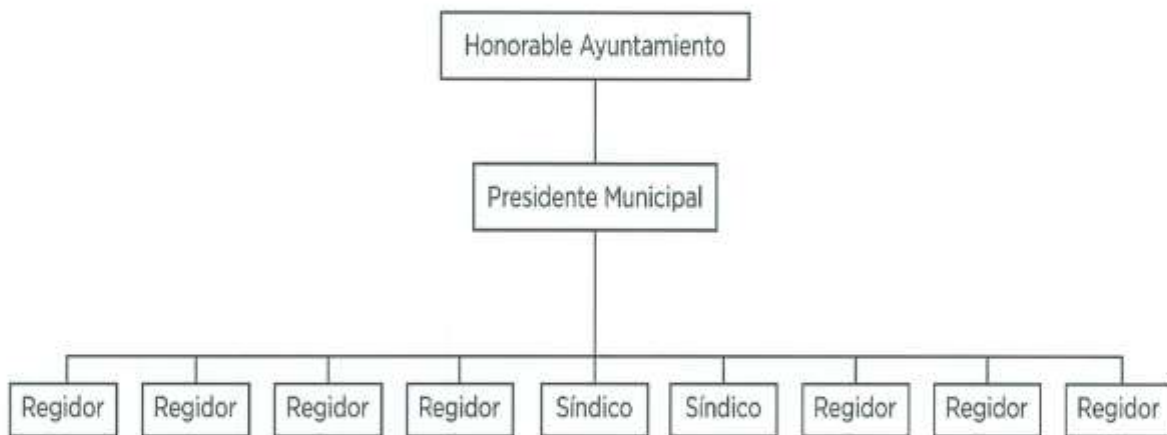 Honorable Ayuntamiento
Presidente Municipal
Regidor
Regidor
Regidor
Regidor
Síndico
Síndico
Regidor
Regidor
Regidor